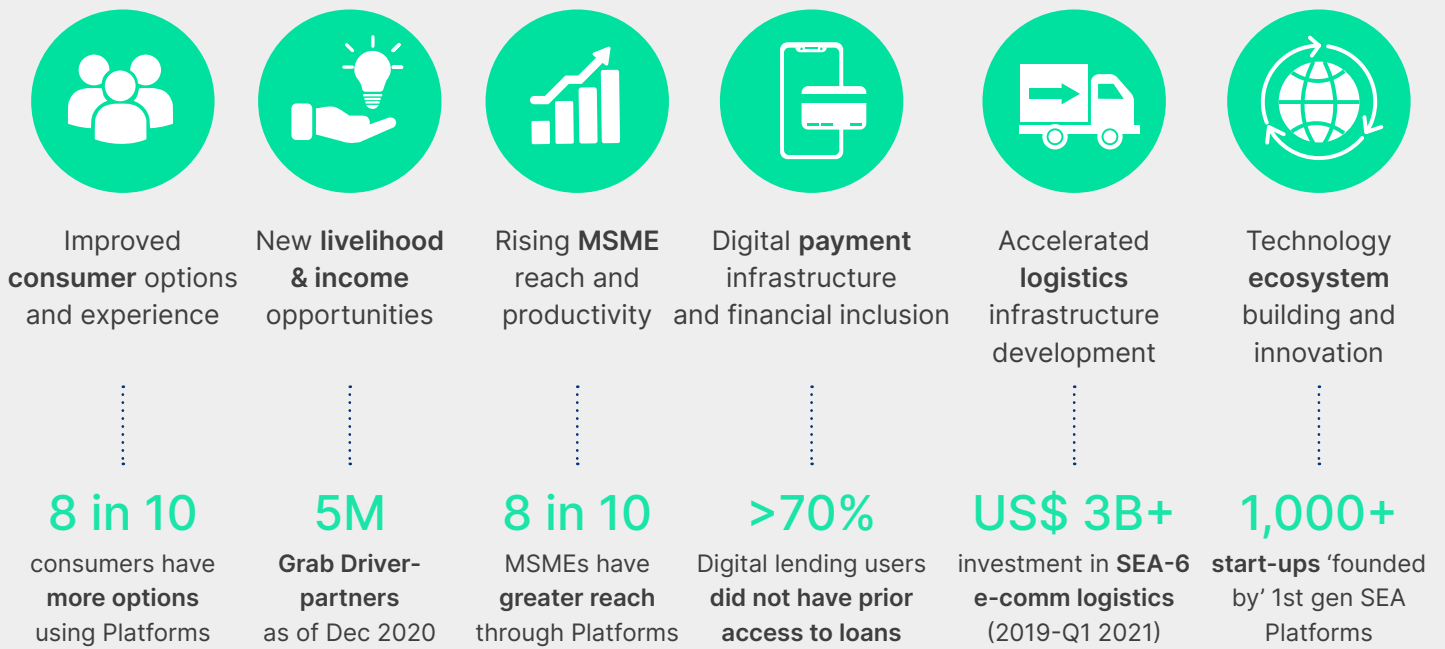 Improved
consumer options
and experience
New livelihood
& income
opportunities
Rising MSME
reach and
productivity
Digital payment
infrastructure
and financial inclusion
Accelerated
logistics
infrastructure
development
Technology
ecosystem
building and
innovation
8 in 10
consumers have
more options
using Platforms
5M
Grab Driver-
partners
as of Dec 2020
8 in 10
MSMEs have
greater reach
through Platforms
>70%
Digital lending users
did not have prior
access to loans
US$ 3B+
investment in SEA-6
e-comm logistics
(2019-Q1 2021)
1,000+
start-ups ‘founded
by’ 1st gen SEA
Platforms